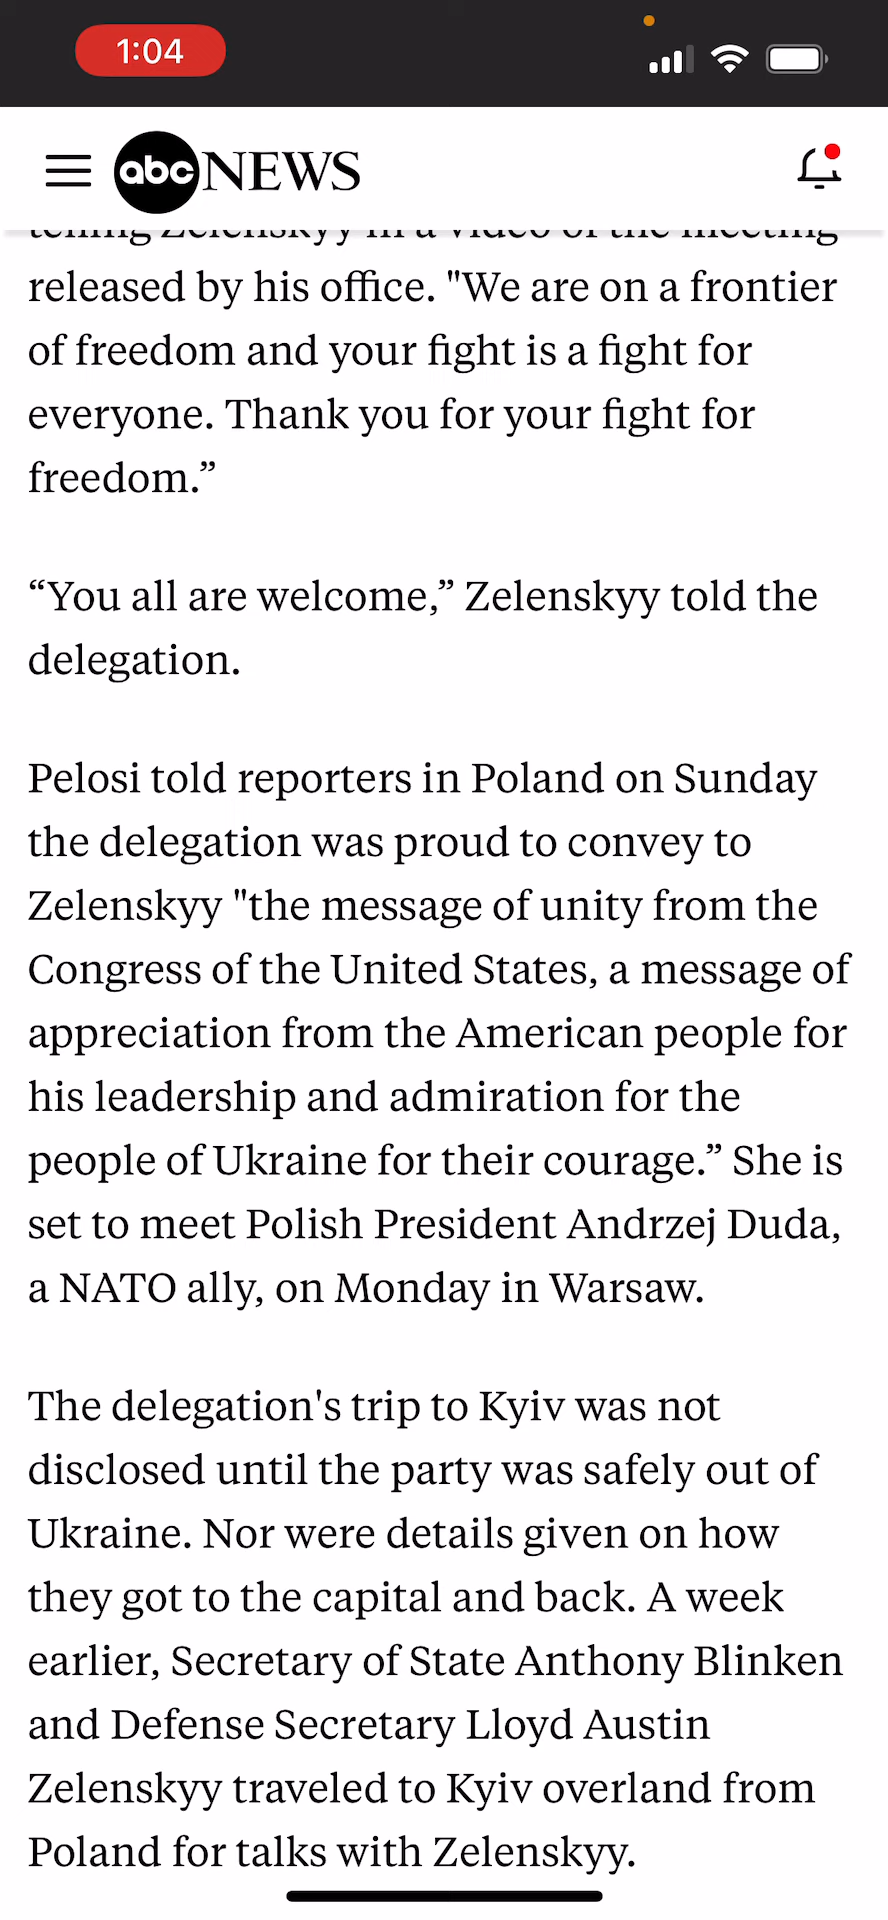 1:04
abc NEWS
telling Zelenskyy in a video of the meeting
released by his office. "We are on a frontier
of freedom and your fight is a fight for
everyone. Thank you for your fight for
freedom.”
“You all are welcome,” Zelenskyy told the
delegation.
Pelosi told reporters in Poland on Sunday
the delegation was proud to convey to
Zelenskyy "the message of unity from the
Congress of the United States, a message of
appreciation from the American people for
his leadership and admiration for the
people of Ukraine for their courage.” She is
set to meet Polish President Andrzej Duda,
a NATO ally, on Monday in Warsaw.
The delegation's trip to Kyiv was not
disclosed until the party was safely out of
Ukraine. Nor were details given on how
they got to the capital and back. A week
earlier, Secretary of State Anthony Blinken
and Defense Secretary Lloyd Austin
Zelenskyy traveled to Kyiv overland from
Poland for talks with Zelenskyy.